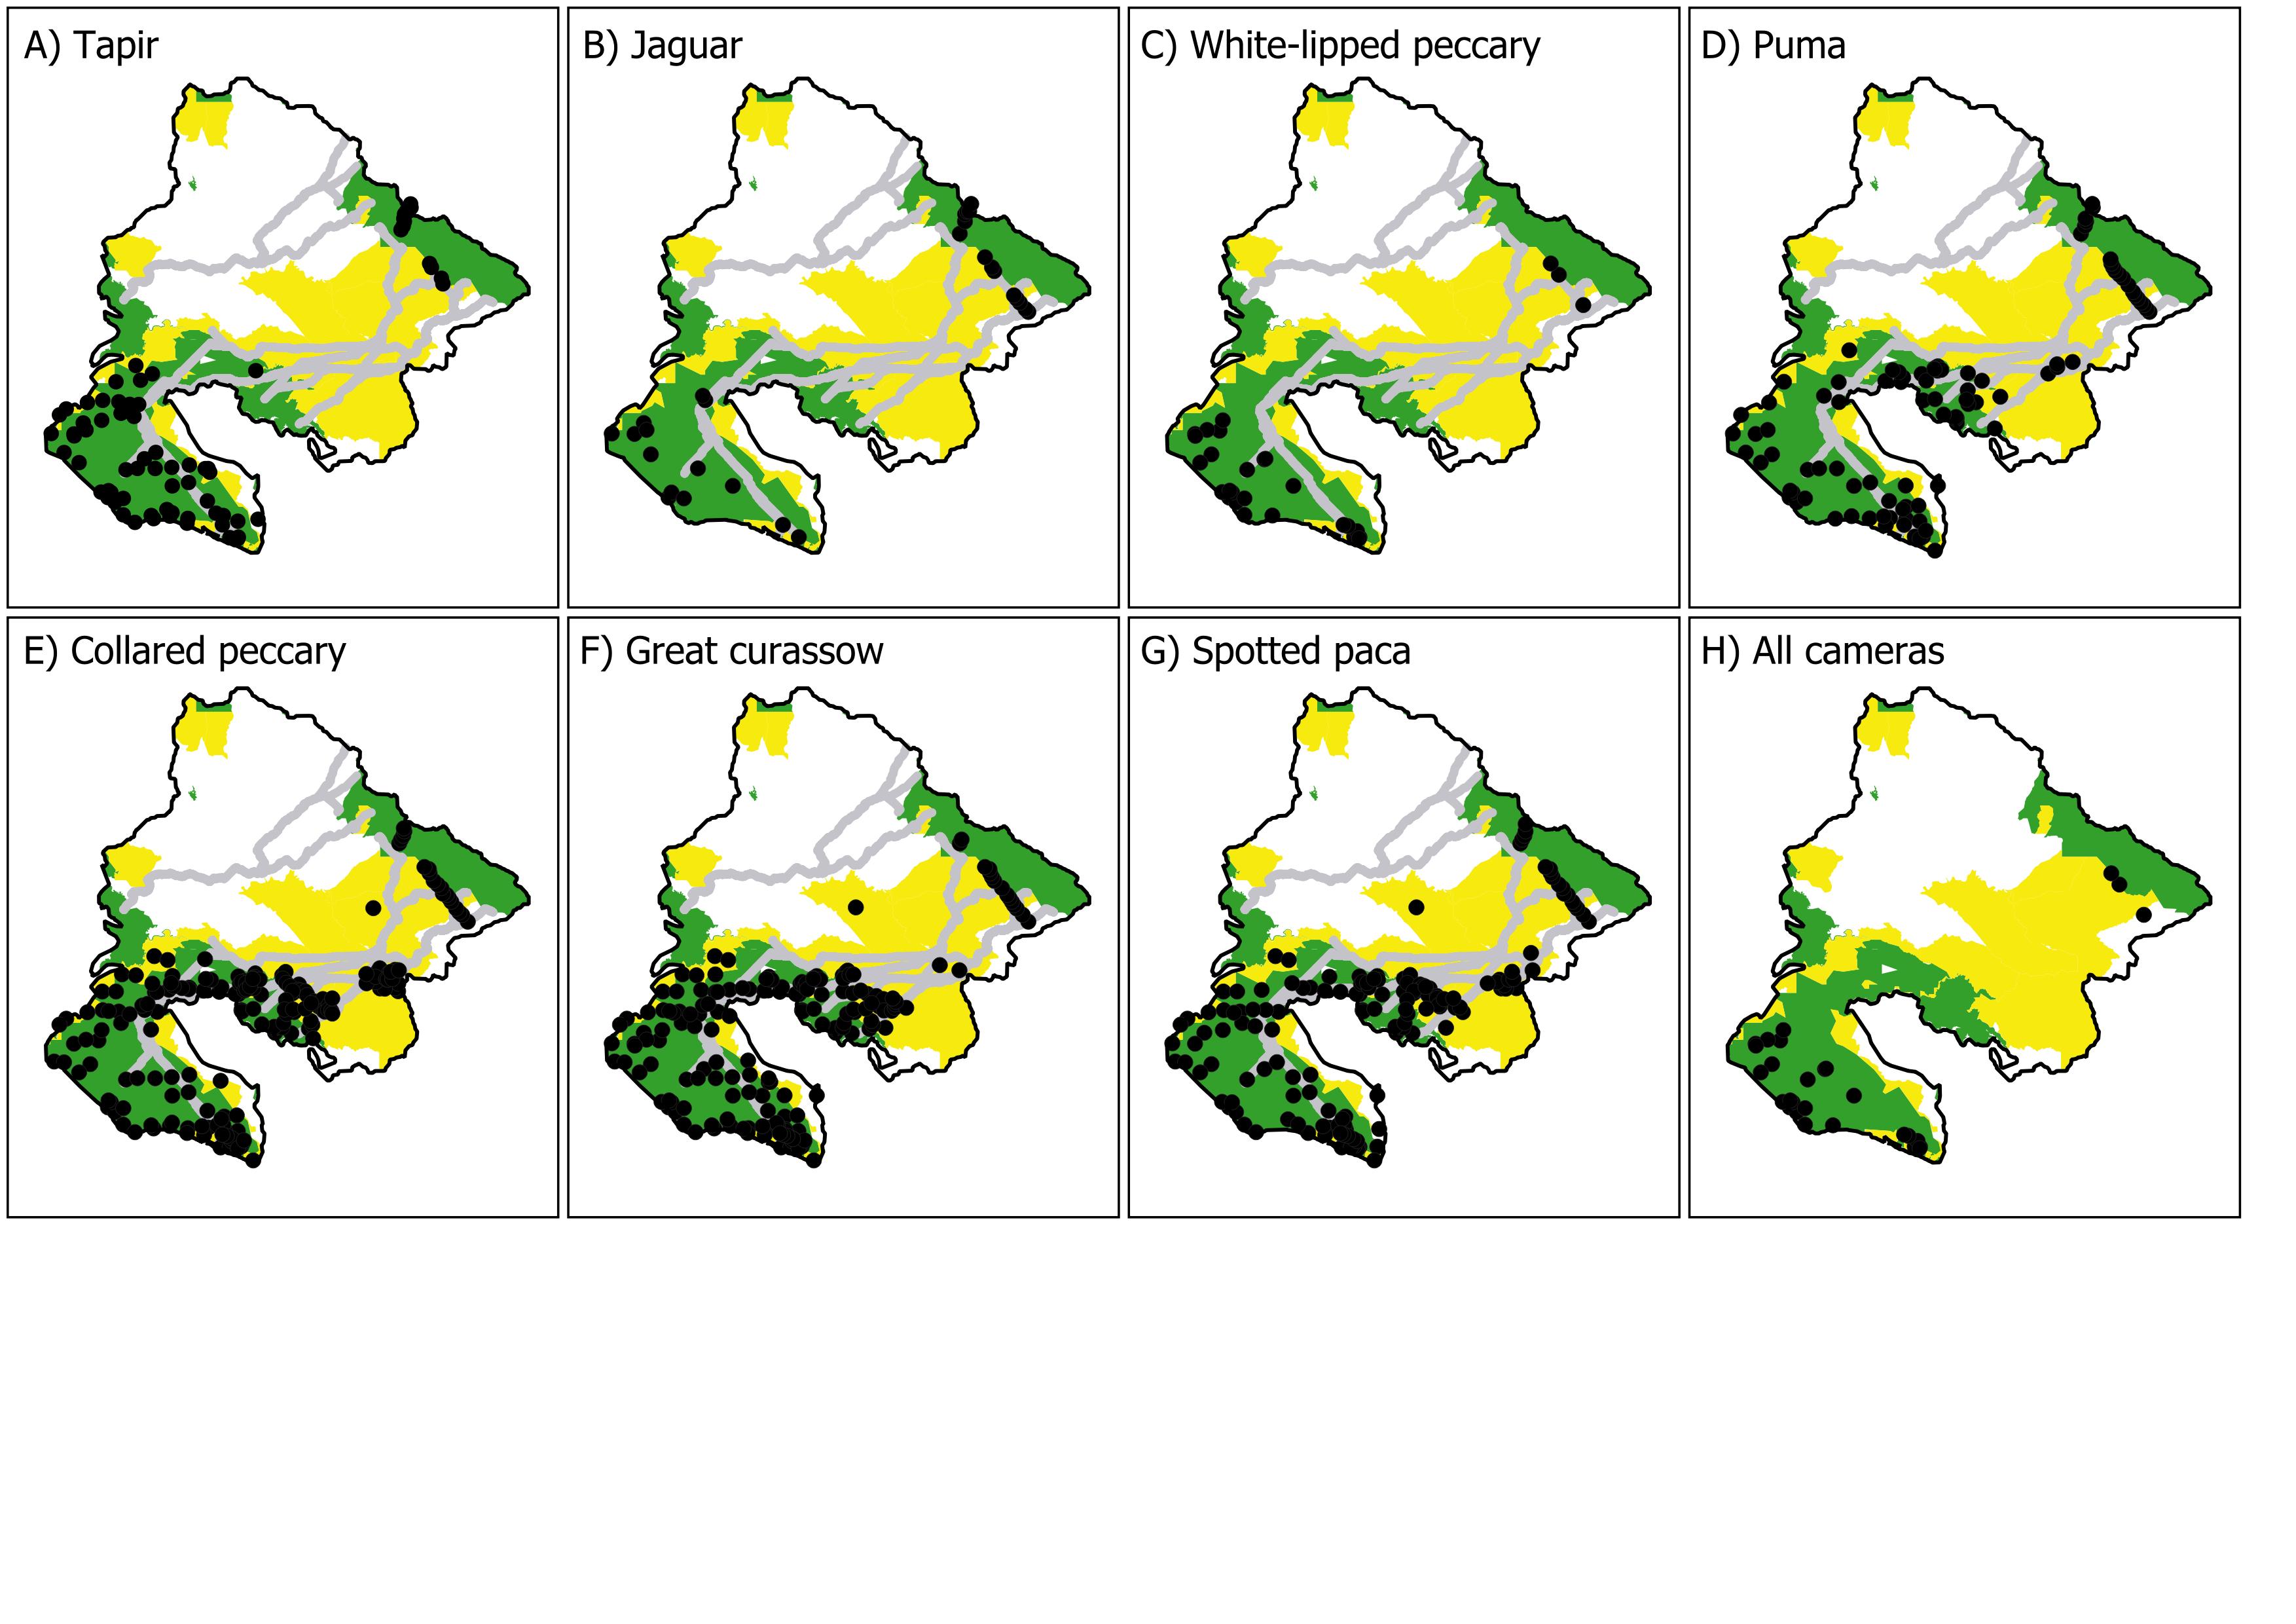 A) Tapir
B) Jaguar
C) White-lipped peccary
D) Puma
E) Collared peccary
F) Great curassow
G) Spotted paca
H) All cameras